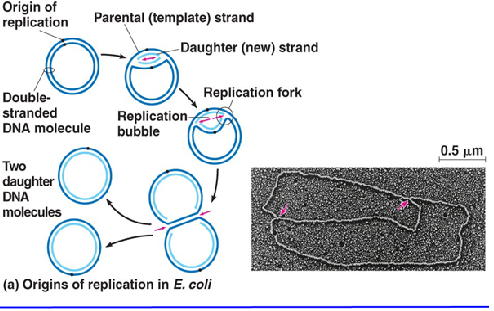 Origin of
replication
Parental (template) strand
Daughter (new) strand
Double-
stranded
DNA molecule
Replication
bubble
Replication fork
0.5 µm
Two
daughter
DNA
molecules
(a) Origins of replication in E. coli